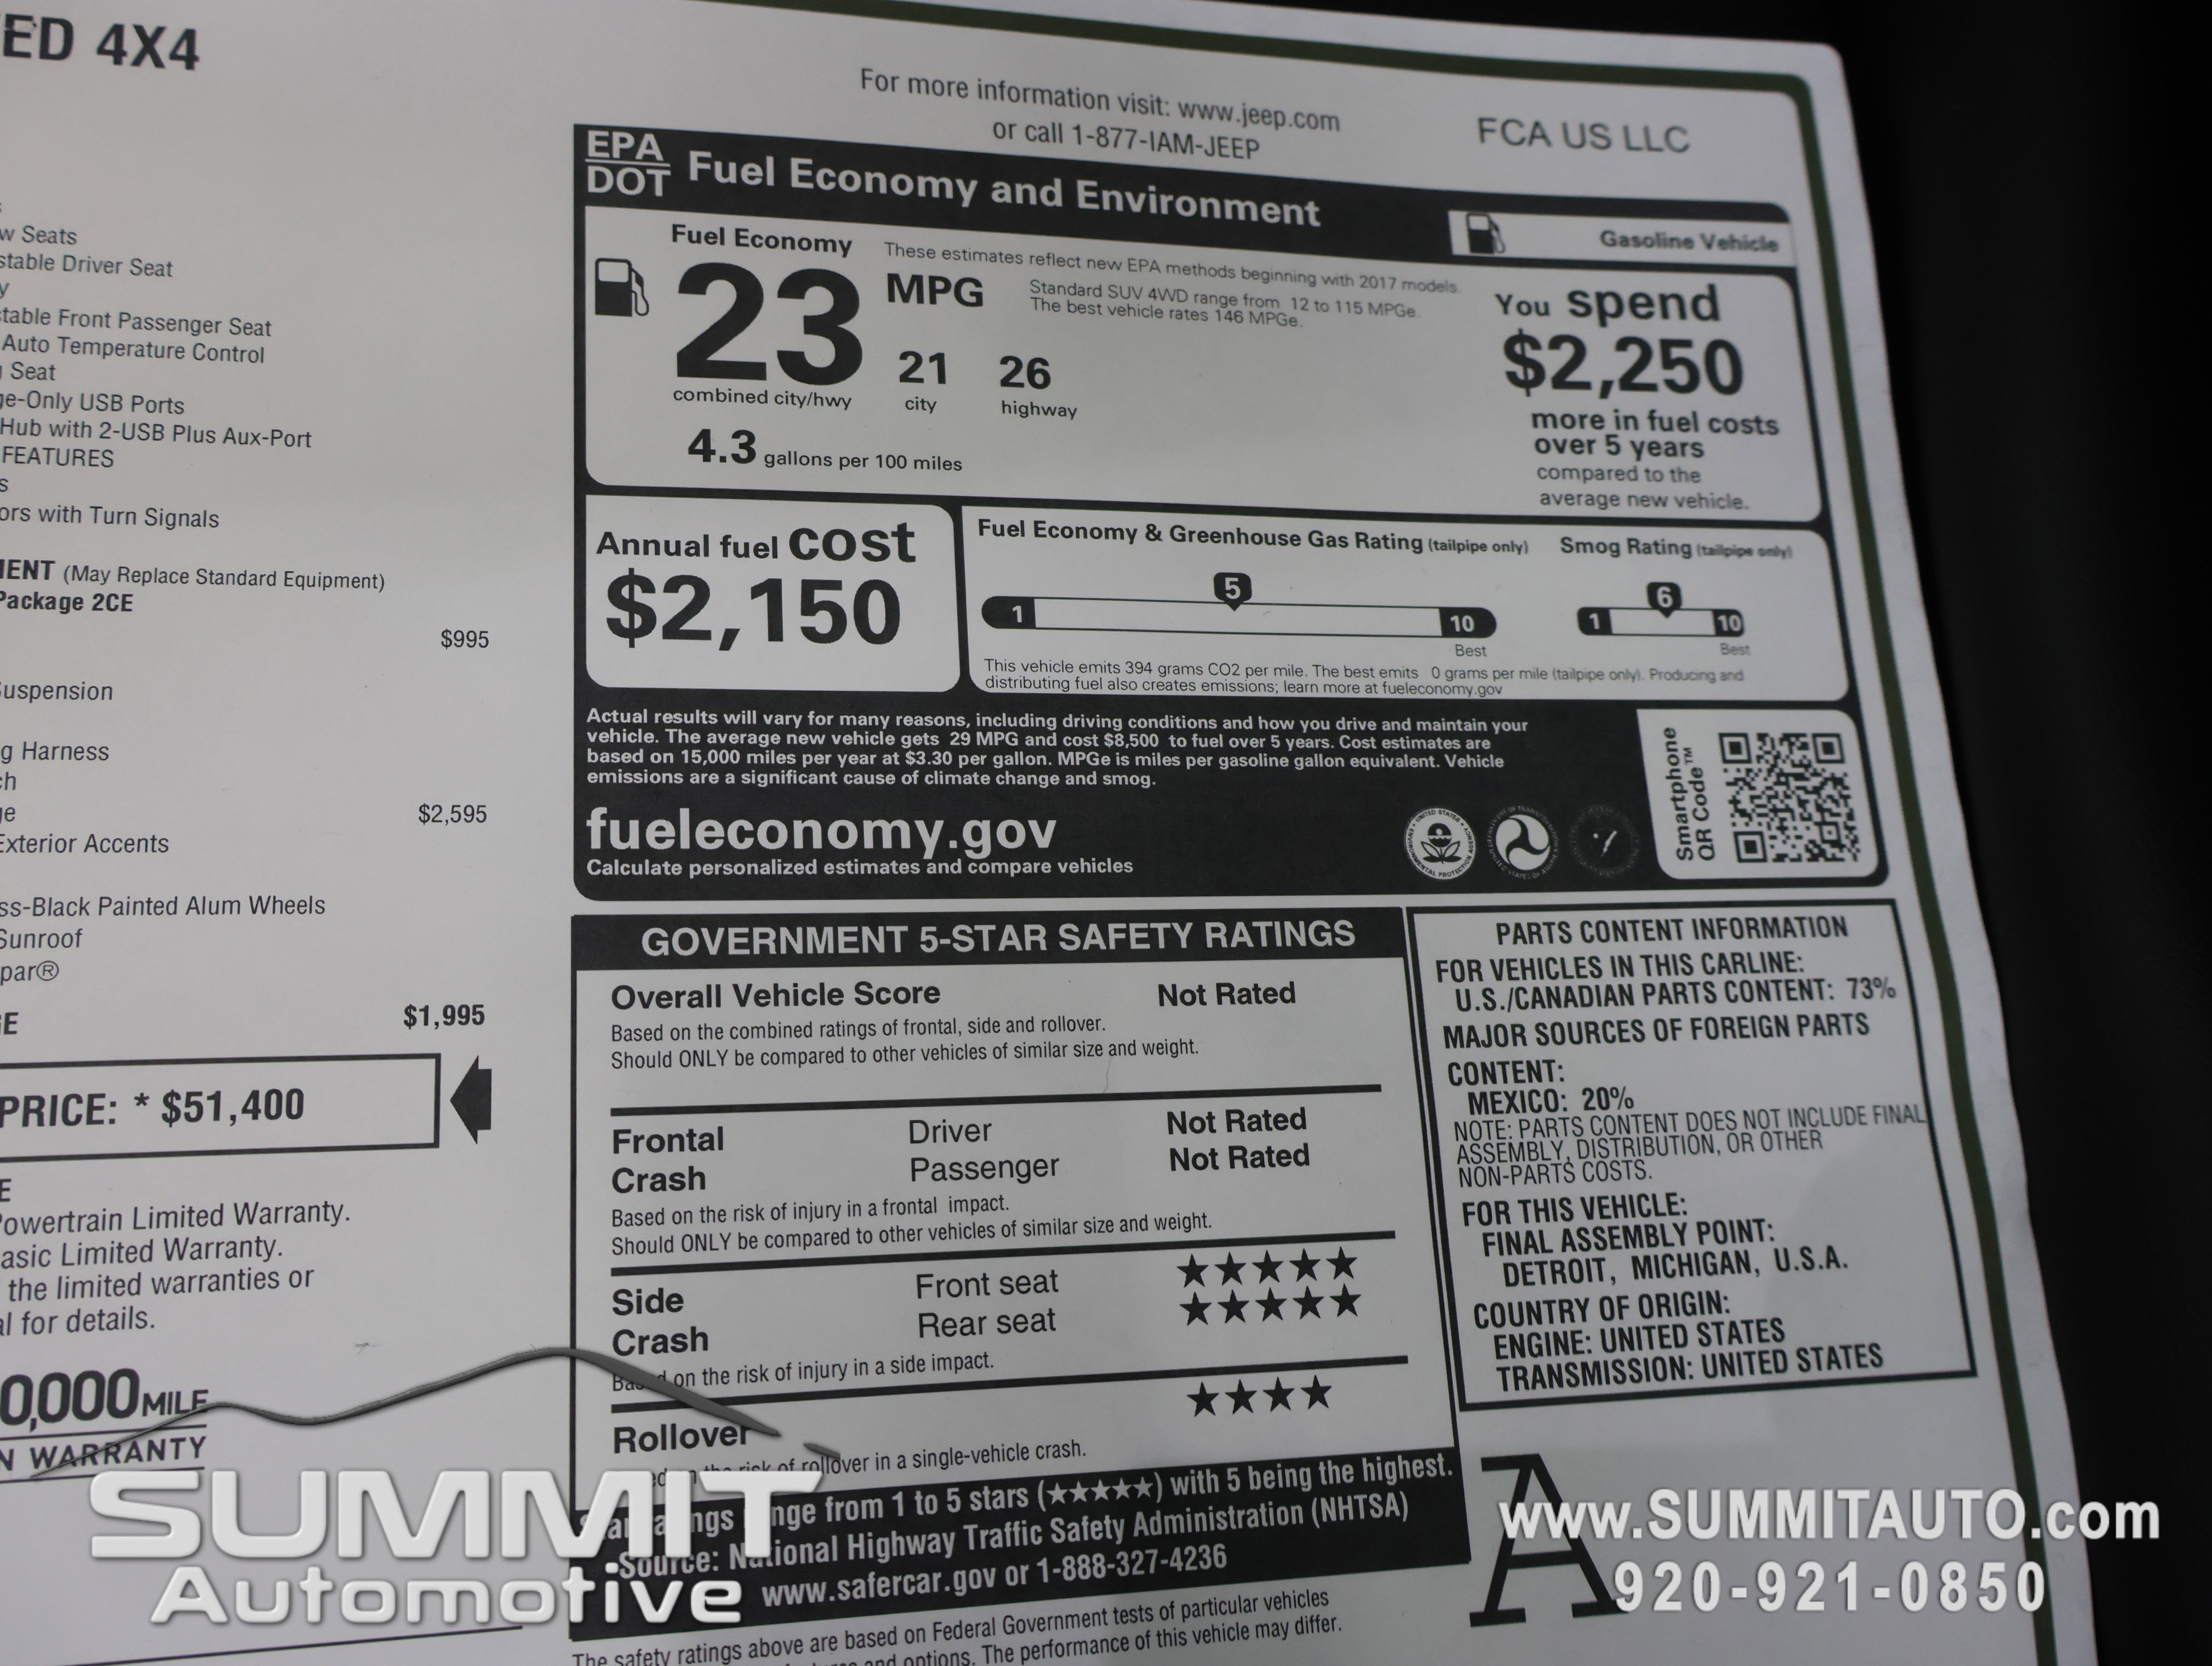 ED 4X4
w Seats
stable Driver Seat
y
table Front Passenger Seat
Auto Temperature Control
Seat
ge-Only USB Ports
Hub with 2-USB Plus Aux-Port
FEATURES
s
ors with Turn Signals
MENT (May Replace Standard Equipment)
Package 2CE
$995
Suspension
g Harness
ch
ge
$2,595
Exterior Accents
ss-Black Painted Alum Wheels
Sunroof
par®
GE
$1,995
PRICE: * $51,400
E
Powertrain Limited Warranty.
asic Limited Warranty.
the limited warranties or
al for details.
0,000 MILE
N WARRANTY
For more information visit: www.jeep.com
or call 1-877-IAM-JEEP
FCA US LLC
EPA
DOT
Fuel Economy and Environment
Gasoline Vehicle
Fuel Economy
These estimates reflect new EPA methods beginning with 2017 models.
23 MPG
Standard SUV 4WD range from 12 to 115 MPGe.
The best vehicle rates 146 MPGe.
21 26
combined city/hwy city highway
4.3 gallons per 100 miles
You spend
$2,250
more in fuel costs
over 5 years
compared to the
average new vehicle.
Annual fuel cost
$2,150
Fuel Economy & Greenhouse Gas Rating (tailpipe only)
5
1 10
Best
Smog Rating (tailpipe only)
6
1 10
Best
This vehicle emits 394 grams CO2 per mile. The best emits 0 grams per mile (tailpipe only). Producing and
distributing fuel also creates emissions; learn more at fueleconomy.gov
Actual results will vary for many reasons, including driving conditions and how you drive and maintain your
vehicle. The average new vehicle gets 29 MPG and cost $8,500 to fuel over 5 years. Cost estimates are
based on 15,000 miles per year at $3.30 per gallon. MPGe is miles per gasoline gallon equivalent. Vehicle
emissions are a significant cause of climate change and smog.
fueleconomy.gov
Calculate personalized estimates and compare vehicles
Smartphone
QR Code™
GOVERNMENT 5-STAR SAFETY RATINGS
Overall Vehicle Score Not Rated
Based on the combined ratings of frontal, side and rollover.
Should ONLY be compared to other vehicles of similar size and weight.
Frontal Driver Not Rated
Crash Passenger Not Rated
Based on the risk of injury in a frontal impact.
Should ONLY be compared to other vehicles of similar size and weight.
Side Front seat ★★★★★
Crash Rear seat ★★★★★
Based on the risk of injury in a side impact.
Rollover ★★★★
risk of rollover in a single-vehicle crash.
Star ratings range from 1 to 5 stars (★★★★★) with 5 being the highest.
Source: National Highway Traffic Safety Administration (NHTSA)
www.safercar.gov or 1-888-327-4236
The safety ratings above are based on Federal Government tests of particular vehicles
and options. The performance of this vehicle may differ.
PARTS CONTENT INFORMATION
FOR VEHICLES IN THIS CARLINE:
U.S./CANADIAN PARTS CONTENT: 73%
MAJOR SOURCES OF FOREIGN PARTS
CONTENT:
MEXICO: 20%
NOTE: PARTS CONTENT DOES NOT INCLUDE FINAL
ASSEMBLY, DISTRIBUTION, OR OTHER
NON-PARTS COSTS.
FOR THIS VEHICLE:
FINAL ASSEMBLY POINT:
DETROIT, MICHIGAN, U.S.A.
COUNTRY OF ORIGIN:
ENGINE: UNITED STATES
TRANSMISSION: UNITED STATES
A
SUMMIT
Automotive
www.SUMMITAUTO.com
920-921-0850